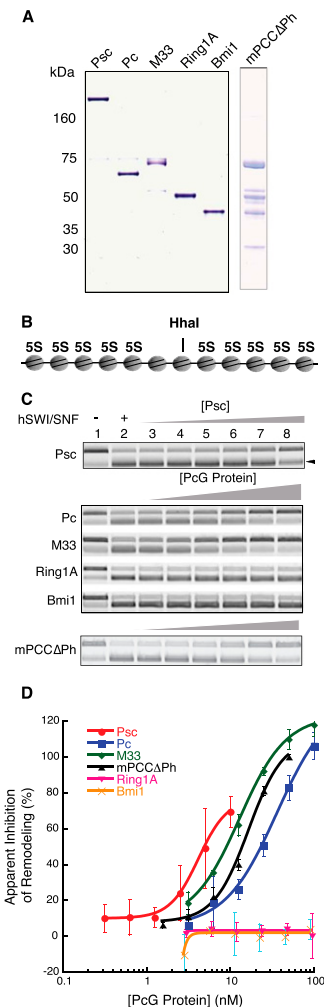 A
Psc Pc M33 Ring1A Bmi1 mPCCΔPh
kDa
160
75
50
35
30
B
HhaI
5S 5S 5S 5S 5S 5S 5S 5S 5S 5S
C
[Psc]
hSWI/SNF - +
1 2 3 4 5 6 7 8
Psc
[PcG Protein]
Pc
M33
Ring1A
Bmi1
mPCCΔPh
D
120
100
80
60
40
20
0
-20
Psc
Pc
M33
mPCCΔPh
Ring1A
Bmi1
Apparent Inhibition
of Remodeling (%)
0.1 1 10 100
[PcG Protein] (nM)